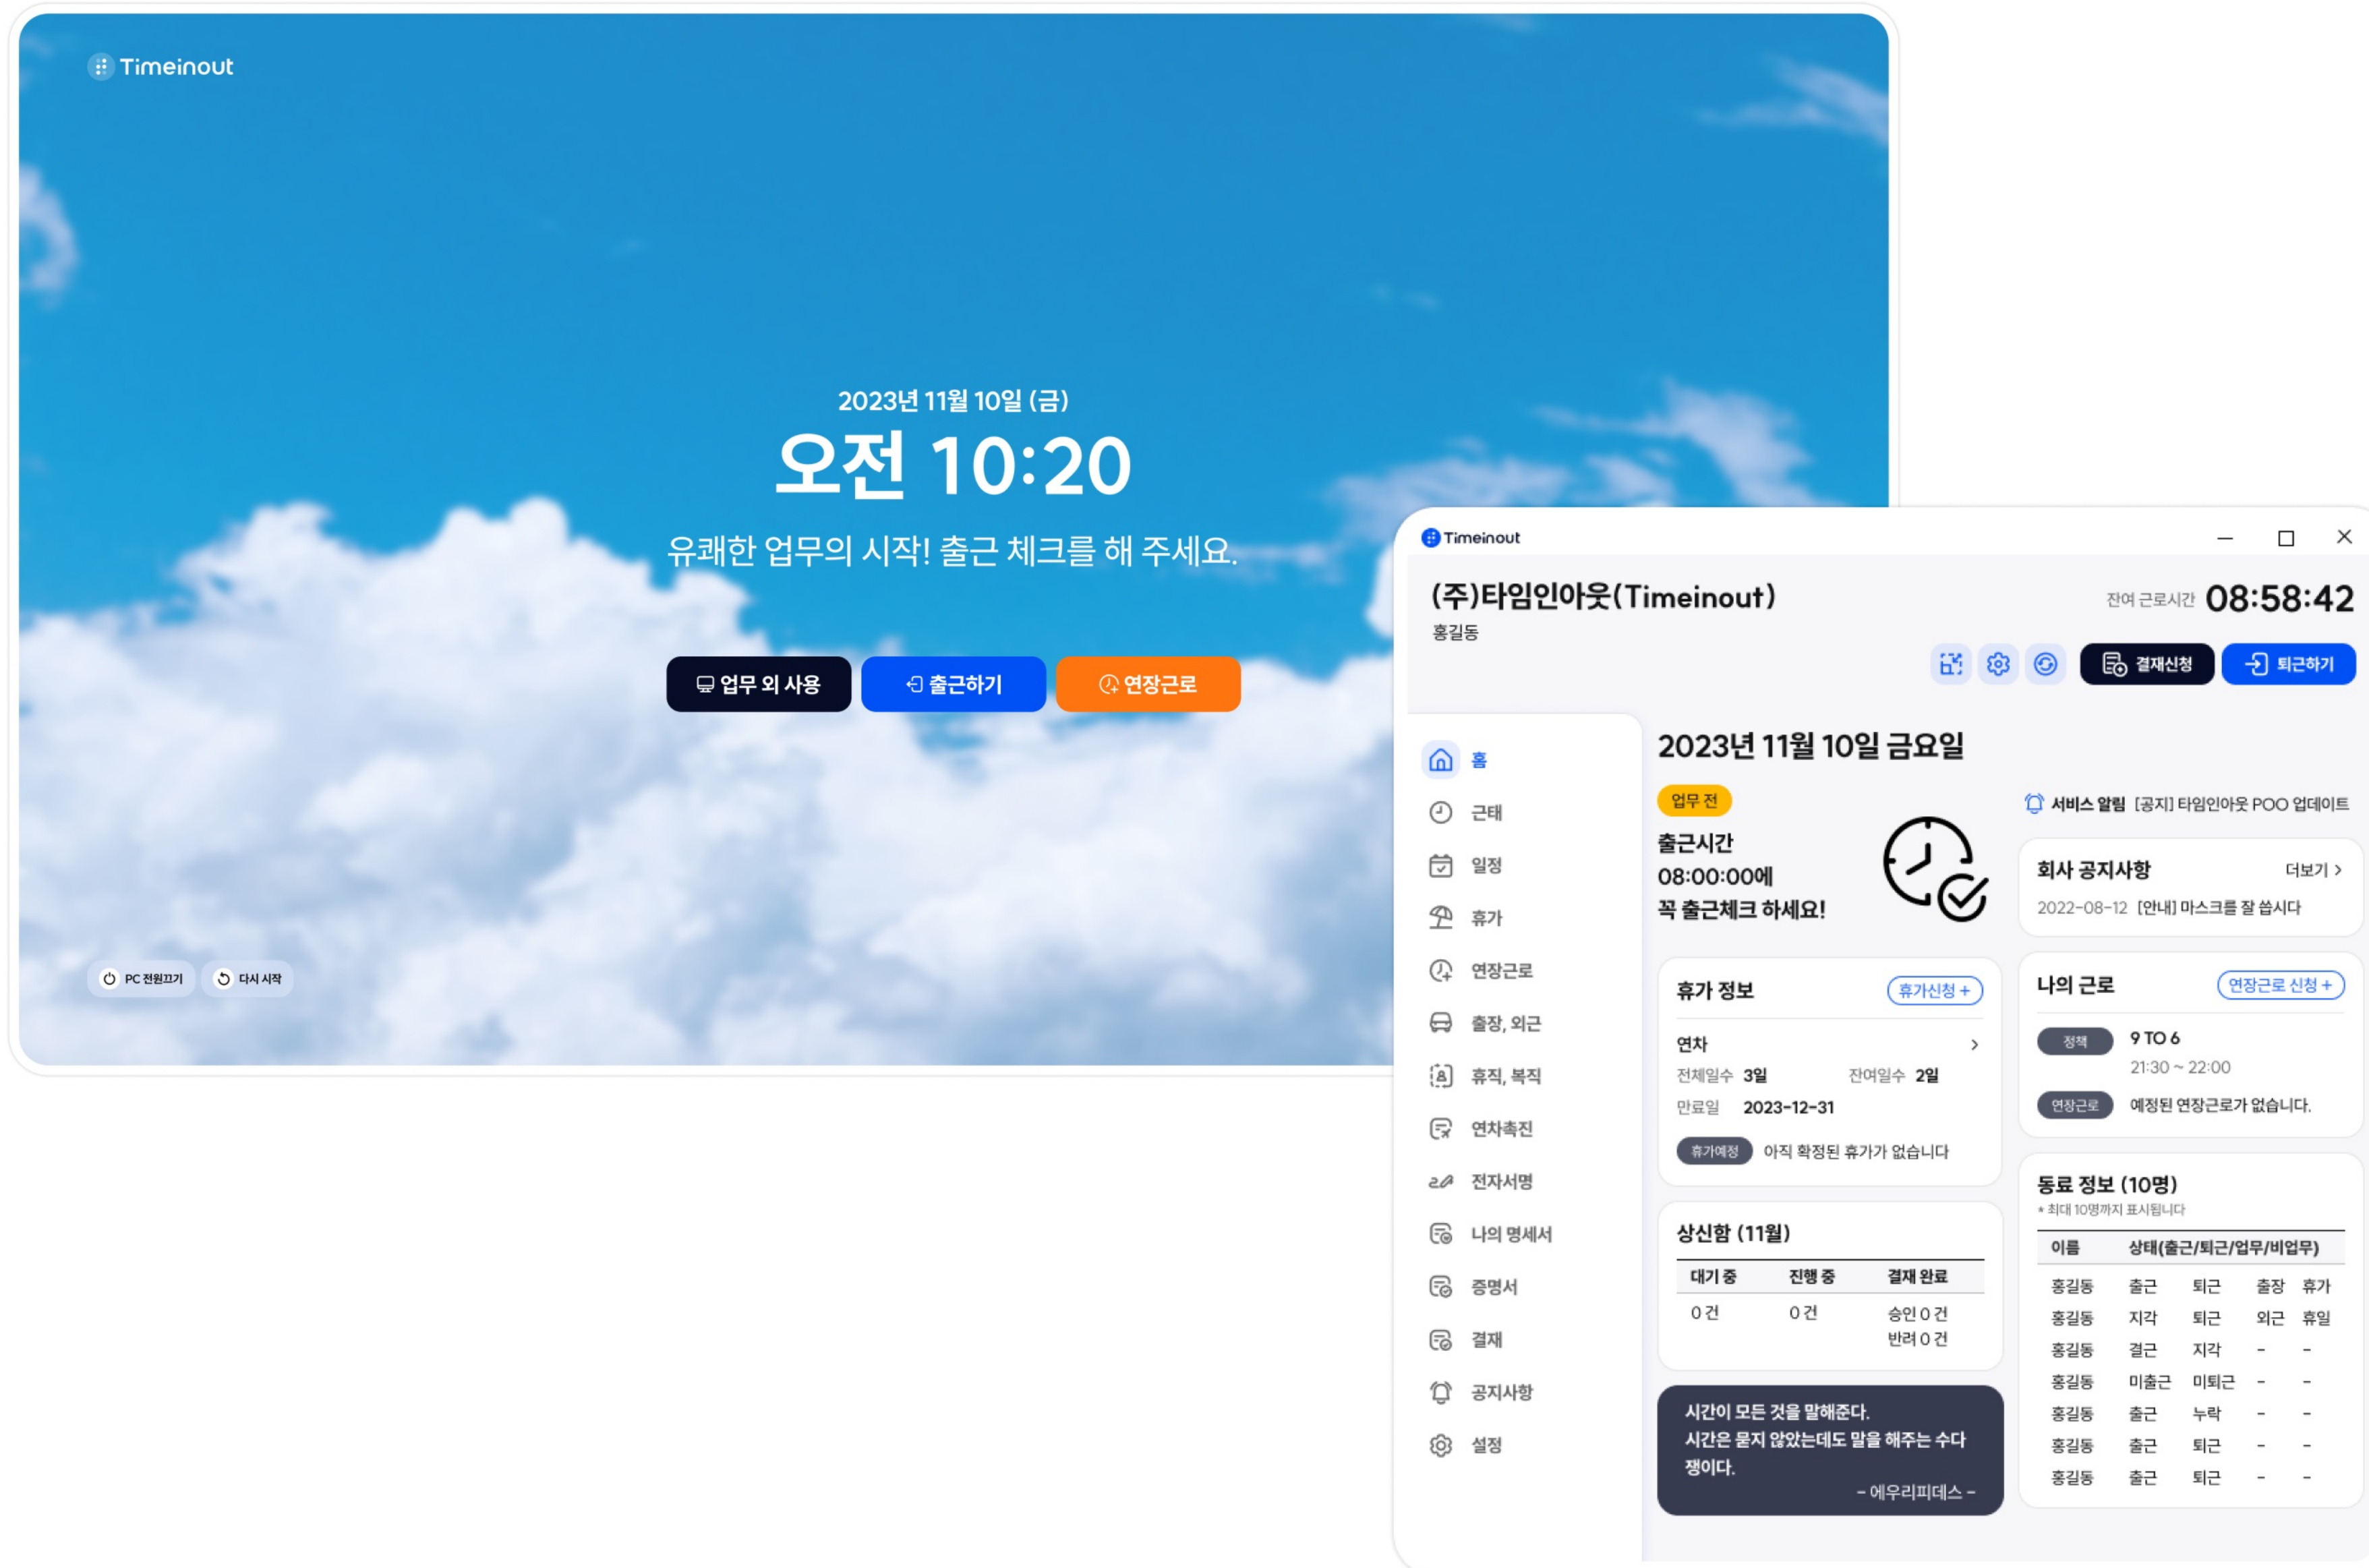 Timeinout
2023년 11월 10일 (금)
오전 10:20
유쾌한 업무의 시작! 출근 체크를 해 주세요.
업무 외 사용
출근하기
연장근로
PC 전원끄기
다시 시작
Timeinout
(주)타임인아웃(Timeinout)
홍길동
잔여 근로시간 08:58:42
결재신청
퇴근하기
홈
근태
일정
휴가
연장근로
출장, 외근
휴직, 복직
연차촉진
전자서명
나의 명세서
증명서
결재
공지사항
설정
2023년 11월 10일 금요일
업무 전
출근시간
08:00:00에
꼭 출근체크 하세요!
휴가 정보
휴가신청 +
연차
전체일수 3일 잔여일수 2일
만료일 2023-12-31
휴가예정 아직 확정된 휴가가 없습니다
상신함 (11월)
대기 중 진행 중 결재 완료
0 건 0 건 승인 0 건
반려 0 건
시간이 모든 것을 말해준다.
시간은 묻지 않았는데도 말을 해주는 수다
쟁이다.
- 에우리피데스 -
서비스 알림 [공지] 타임인아웃 POO 업데이트
회사 공지사항 더보기 >
2022-08-12 [안내] 마스크를 잘 씁시다
나의 근로 연장근로 신청 +
정책 9 TO 6
21:30 ~ 22:00
연장근로 예정된 연장근로가 없습니다.
동료 정보 (10명)
* 최대 10명까지 표시됩니다
이름 상태(출근/퇴근/업무/비업무)
홍길동 출근 퇴근 출장 휴가
홍길동 지각 퇴근 외근 휴일
홍길동 결근 지각 - -
홍길동 미출근 미퇴근 - -
홍길동 출근 누락 - -
홍길동 출근 퇴근 - -
홍길동 출근 퇴근 - -